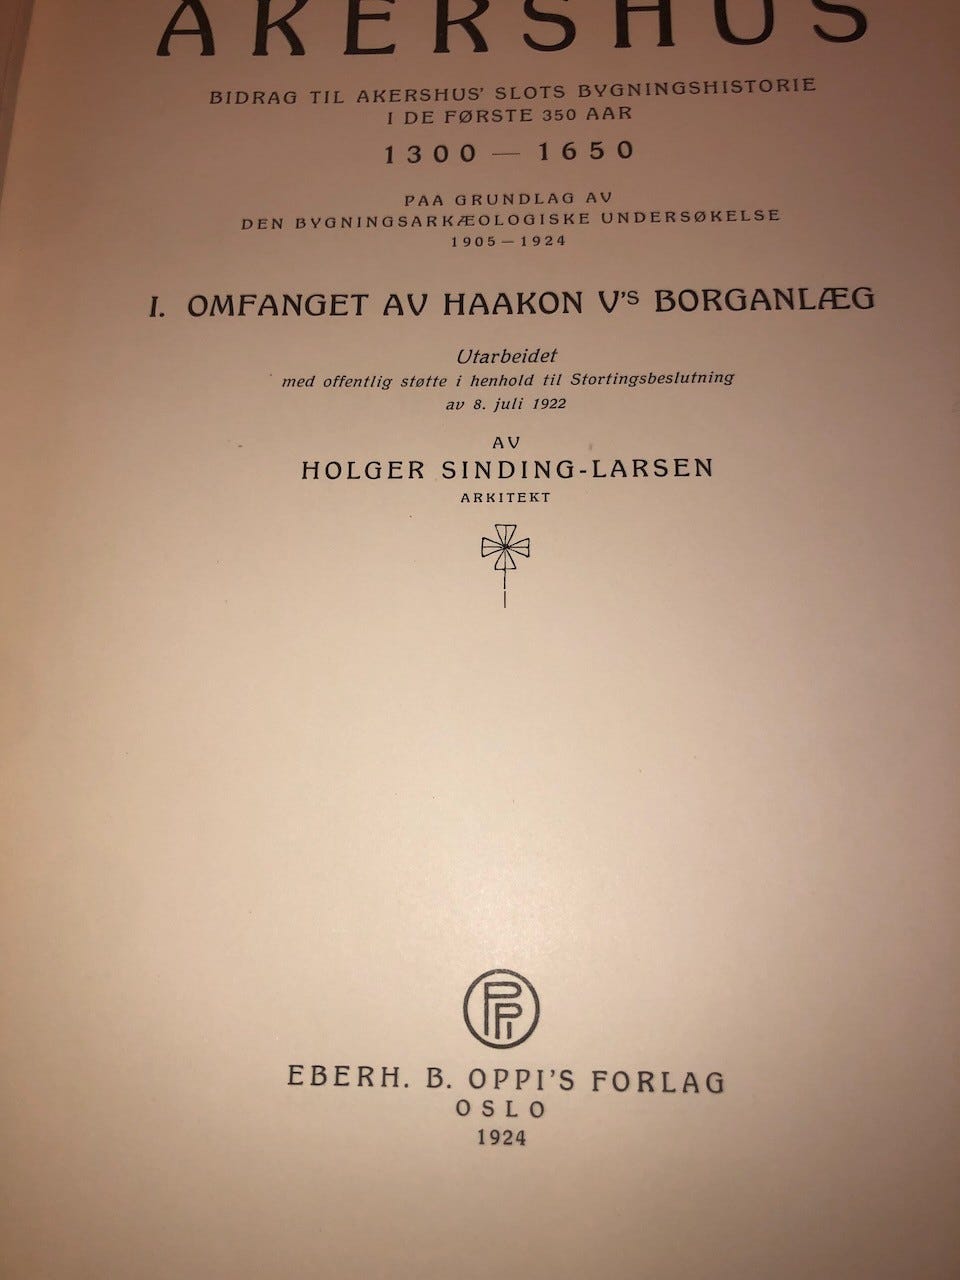 AKERSHUS
BIDRAG TIL AKERSHUS' SLOTS BYGNINGSHISTORIE
I DE FØRSTE 350 AAR
1300 — 1650
PAA GRUNDLAG AV
DEN BYGNINGSARKÆOLOGISKE UNDERSØKELSE
1905 — 1924
I. OMFANGET AV HAAKON V'S BORGANLÆG
Utarbeidet
med offentlig støtte i henhold til Stortingsbeslutning
av 8. juli 1922
AV
HOLGER SINDING-LARSEN
ARKITEKT
EBERH. B. OPPI'S FORLAG
OSLO
1924